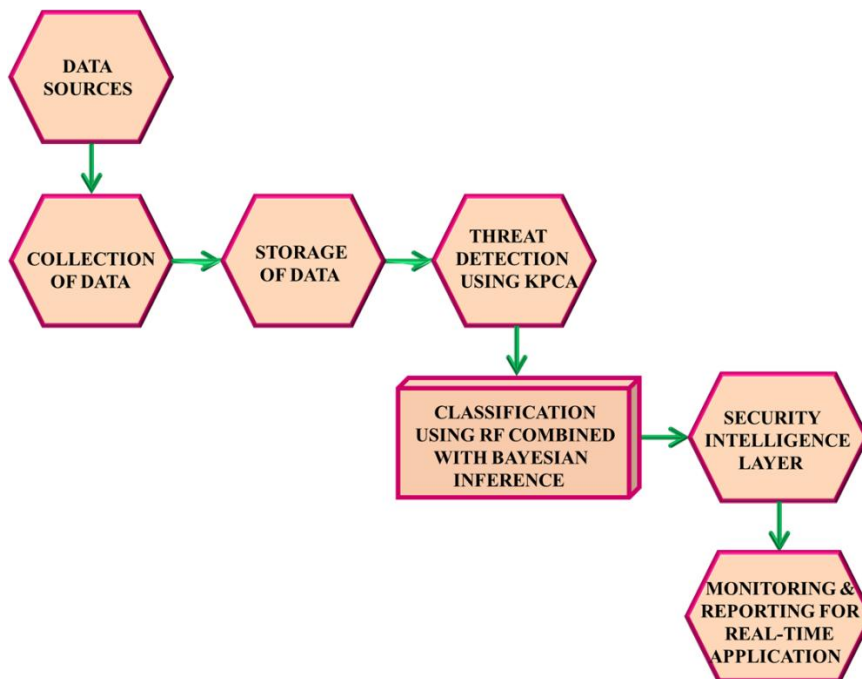 DATA
SOURCES
COLLECTION
OF DATA
STORAGE
OF DATA
THREAT
DETECTION
USING KPCA
CLASSIFICATION
USING RF COMBINED
WITH BAYESIAN
INFERENCE
SECURITY
INTELLIGENCE
LAYER
MONITORING &
REPORTING FOR
REAL-TIME
APPLICATION